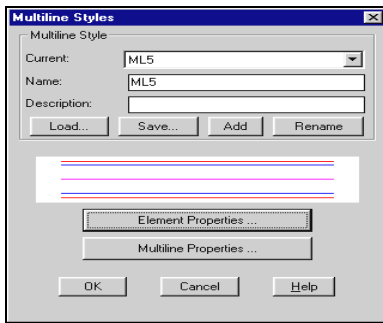 Multiline Styles
Multiline Style
Current: ML5
Name: ML5
Description:
Load... Save... Add Rename
Element Properties ...
Multiline Properties ...
OK Cancel Help